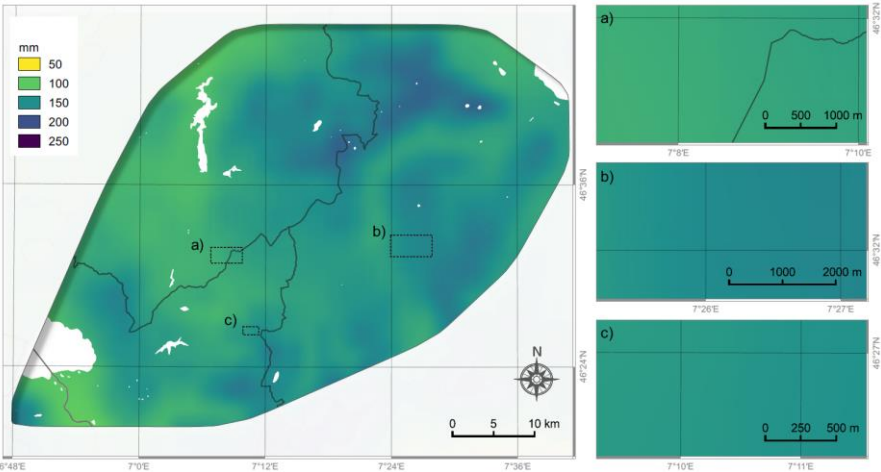 mm
50
100
150
200
250
a)
b)
c)
N
0 5 10 km
6°48'E 7°0'E 7°12'E 7°24'E 7°36'E
46°36'N
46°24'N
a)
0 500 1000 m
46°32'N
7°8'E 7°10'E
b)
0 1000 2000 m
46°32'N
7°26'E 7°27'E
c)
46°27'N
0 250 500 m
7°10'E 7°11'E